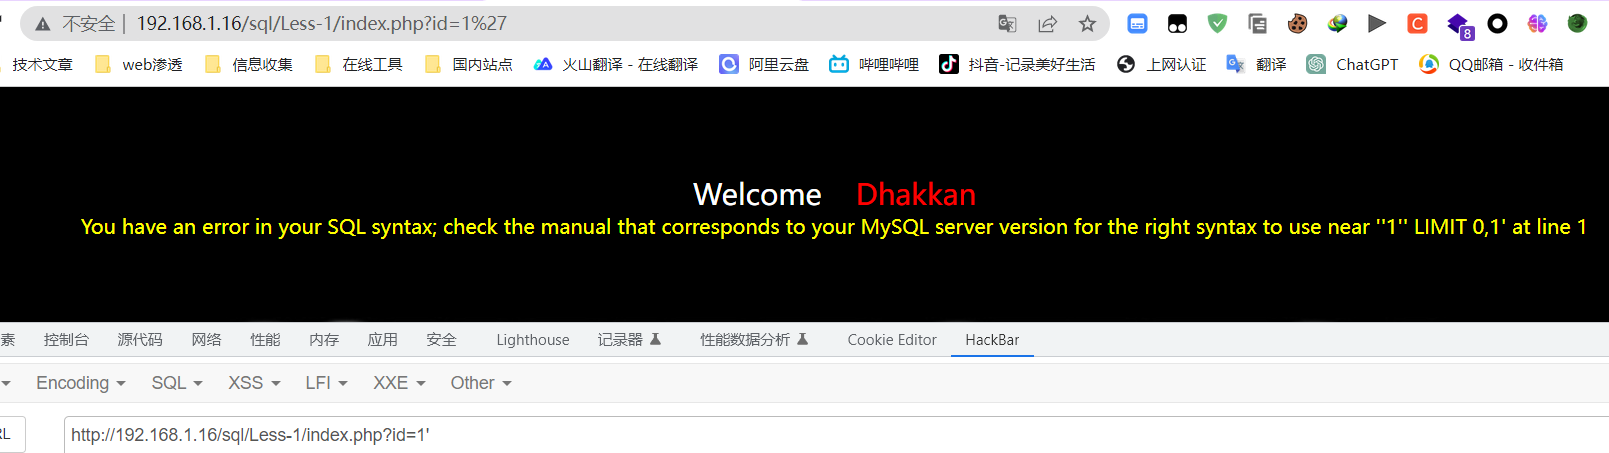 不安全 | 192.168.1.16/sql/Less-1/index.php?id=1%27
8
技术文章 web渗透 信息收集 在线工具 国内站点 火山翻译 - 在线翻译 阿里云盘 哔哩哔哩 抖音-记录美好生活 上网认证 翻译 ChatGPT QQ邮箱 - 收件箱
Welcome Dhakkan
You have an error in your SQL syntax; check the manual that corresponds to your MySQL server version for the right syntax to use near ''1'' LIMIT 0,1' at line 1
素 控制台 源代码 网络 性能 内存 应用 安全 Lighthouse 记录器 性能数据分析 Cookie Editor HackBar
Encoding SQL XSS LFI XXE Other
RL http://192.168.1.16/sql/Less-1/index.php?id=1'